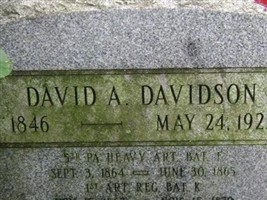 DAVID A. DAVIDSON
1846 — MAY 24, 192
5TH PA. HEAVY ART. BAT. F
SEPT. 3, 1864 — JUNE 30, 1865
1ST ART. REG. BAT. K